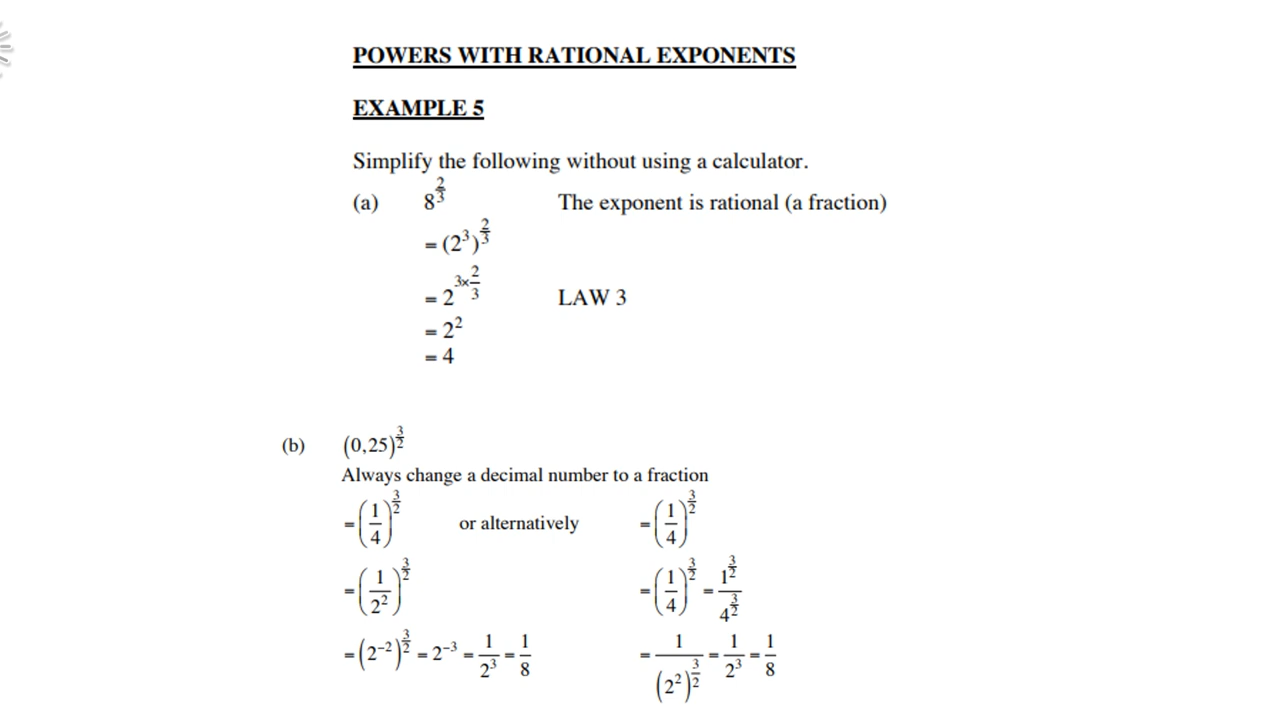 POWERS WITH RATIONAL EXPONENTS
EXAMPLE 5
Simplify the following without using a calculator.
(a) 8^(2/3) The exponent is rational (a fraction)
= (2^3)^(2/3)
= 2^(3×2/3) LAW 3
= 2^2
= 4
(b) (0,25)^(3/2)
Always change a decimal number to a fraction
= (1/4)^(3/2) or alternatively = (1/4)^(3/2)
= (1/2^2)^(3/2) = (1/4)^(3/2) = 1^(3/2)/4^(3/2)
= (2^-2)^(3/2) = 2^-3 = 1/2^3 = 1/8 = 1/(2^2)^(3/2) = 1/2^3 = 1/8